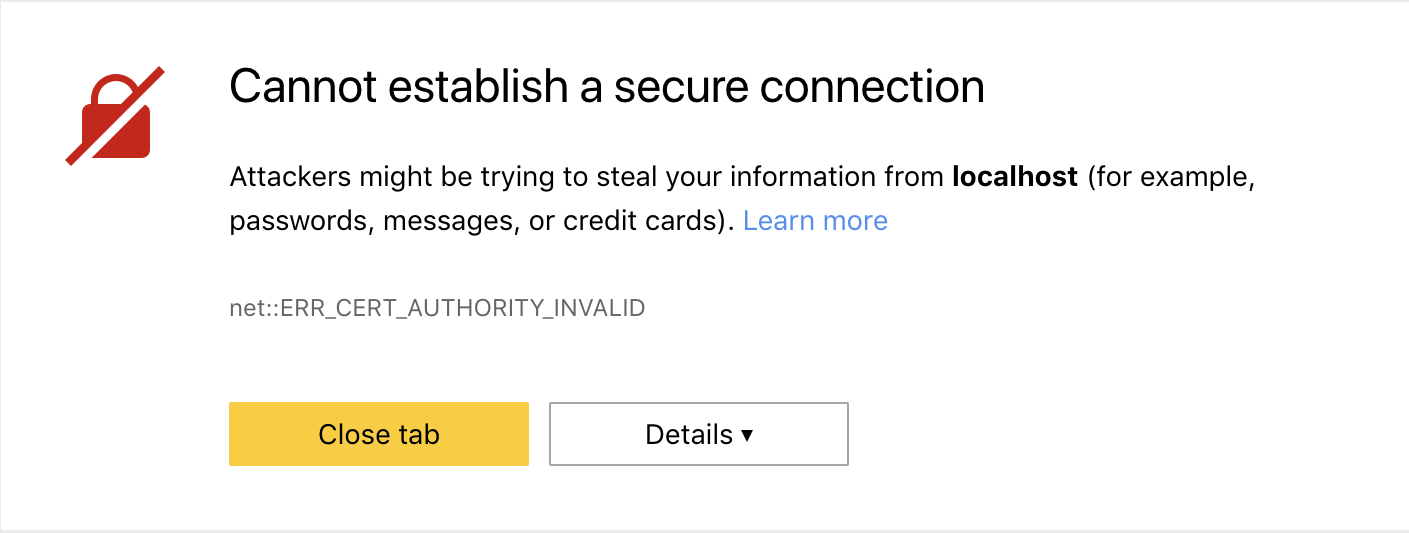 Cannot establish a secure connection
Attackers might be trying to steal your information from localhost (for example,
passwords, messages, or credit cards). Learn more
net::ERR_CERT_AUTHORITY_INVALID
Close tab
Details ▾